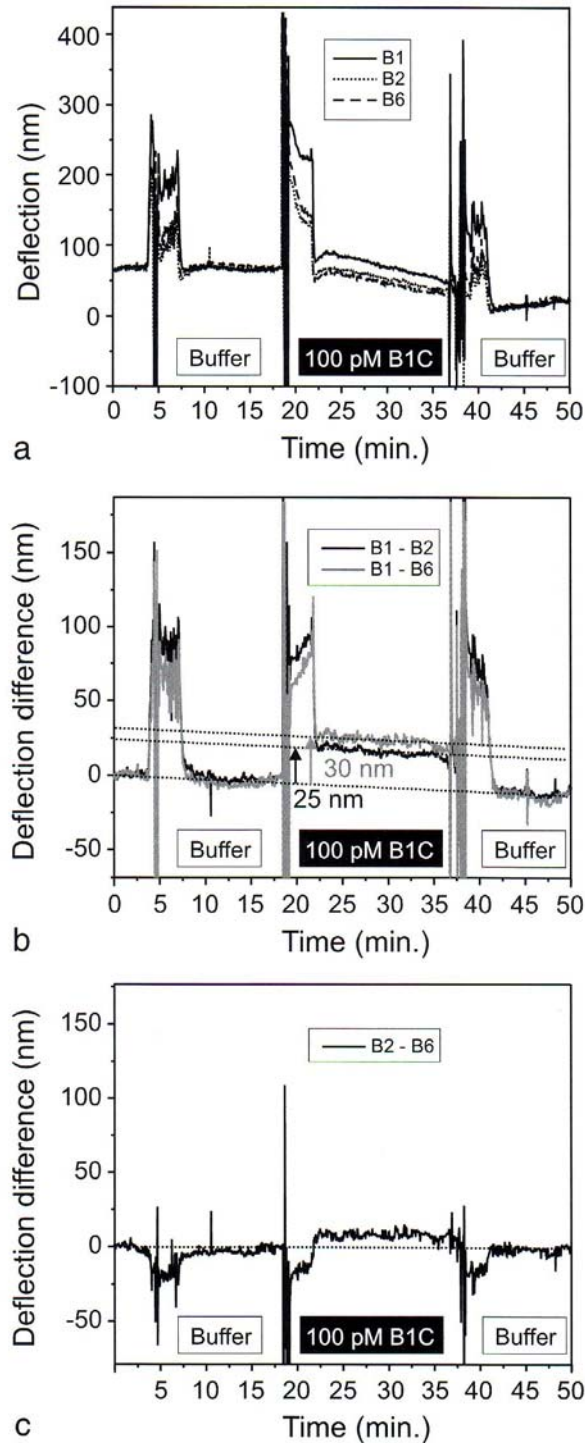 400
300
200
100
0
-100
Deflection (nm)
B1
B2
B6
Buffer
100 pM B1C
Buffer
0 5 10 15 20 25 30 35 40 45 50
Time (min.)
a
150
100
50
0
-50
Deflection difference (nm)
B1 - B2
B1 - B6
30 nm
25 nm
Buffer
100 pM B1C
Buffer
0 5 10 15 20 25 30 35 40 45 50
Time (min.)
b
150
100
50
0
-50
Deflection difference (nm)
B2 - B6
Buffer
100 pM B1C
Buffer
5 10 15 20 25 30 35 40 45 50
Time (min.)
c